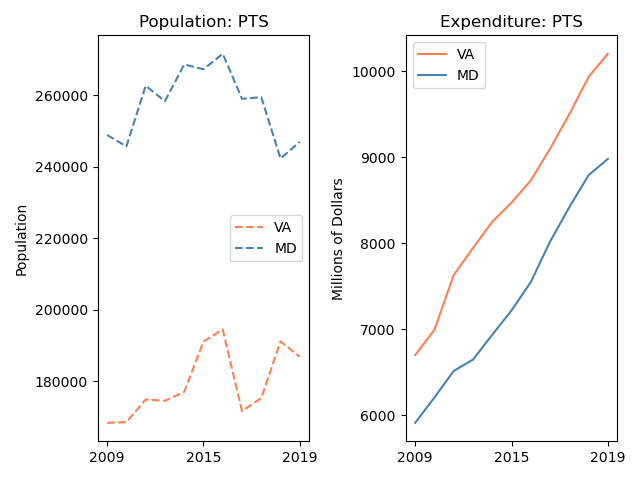 Population: PTS
Population
260000
240000
220000
200000
180000
2009
2015
2019
VA
MD
Expenditure: PTS
Millions of Dollars
10000
9000
8000
7000
6000
2009
2015
2019
VA
MD